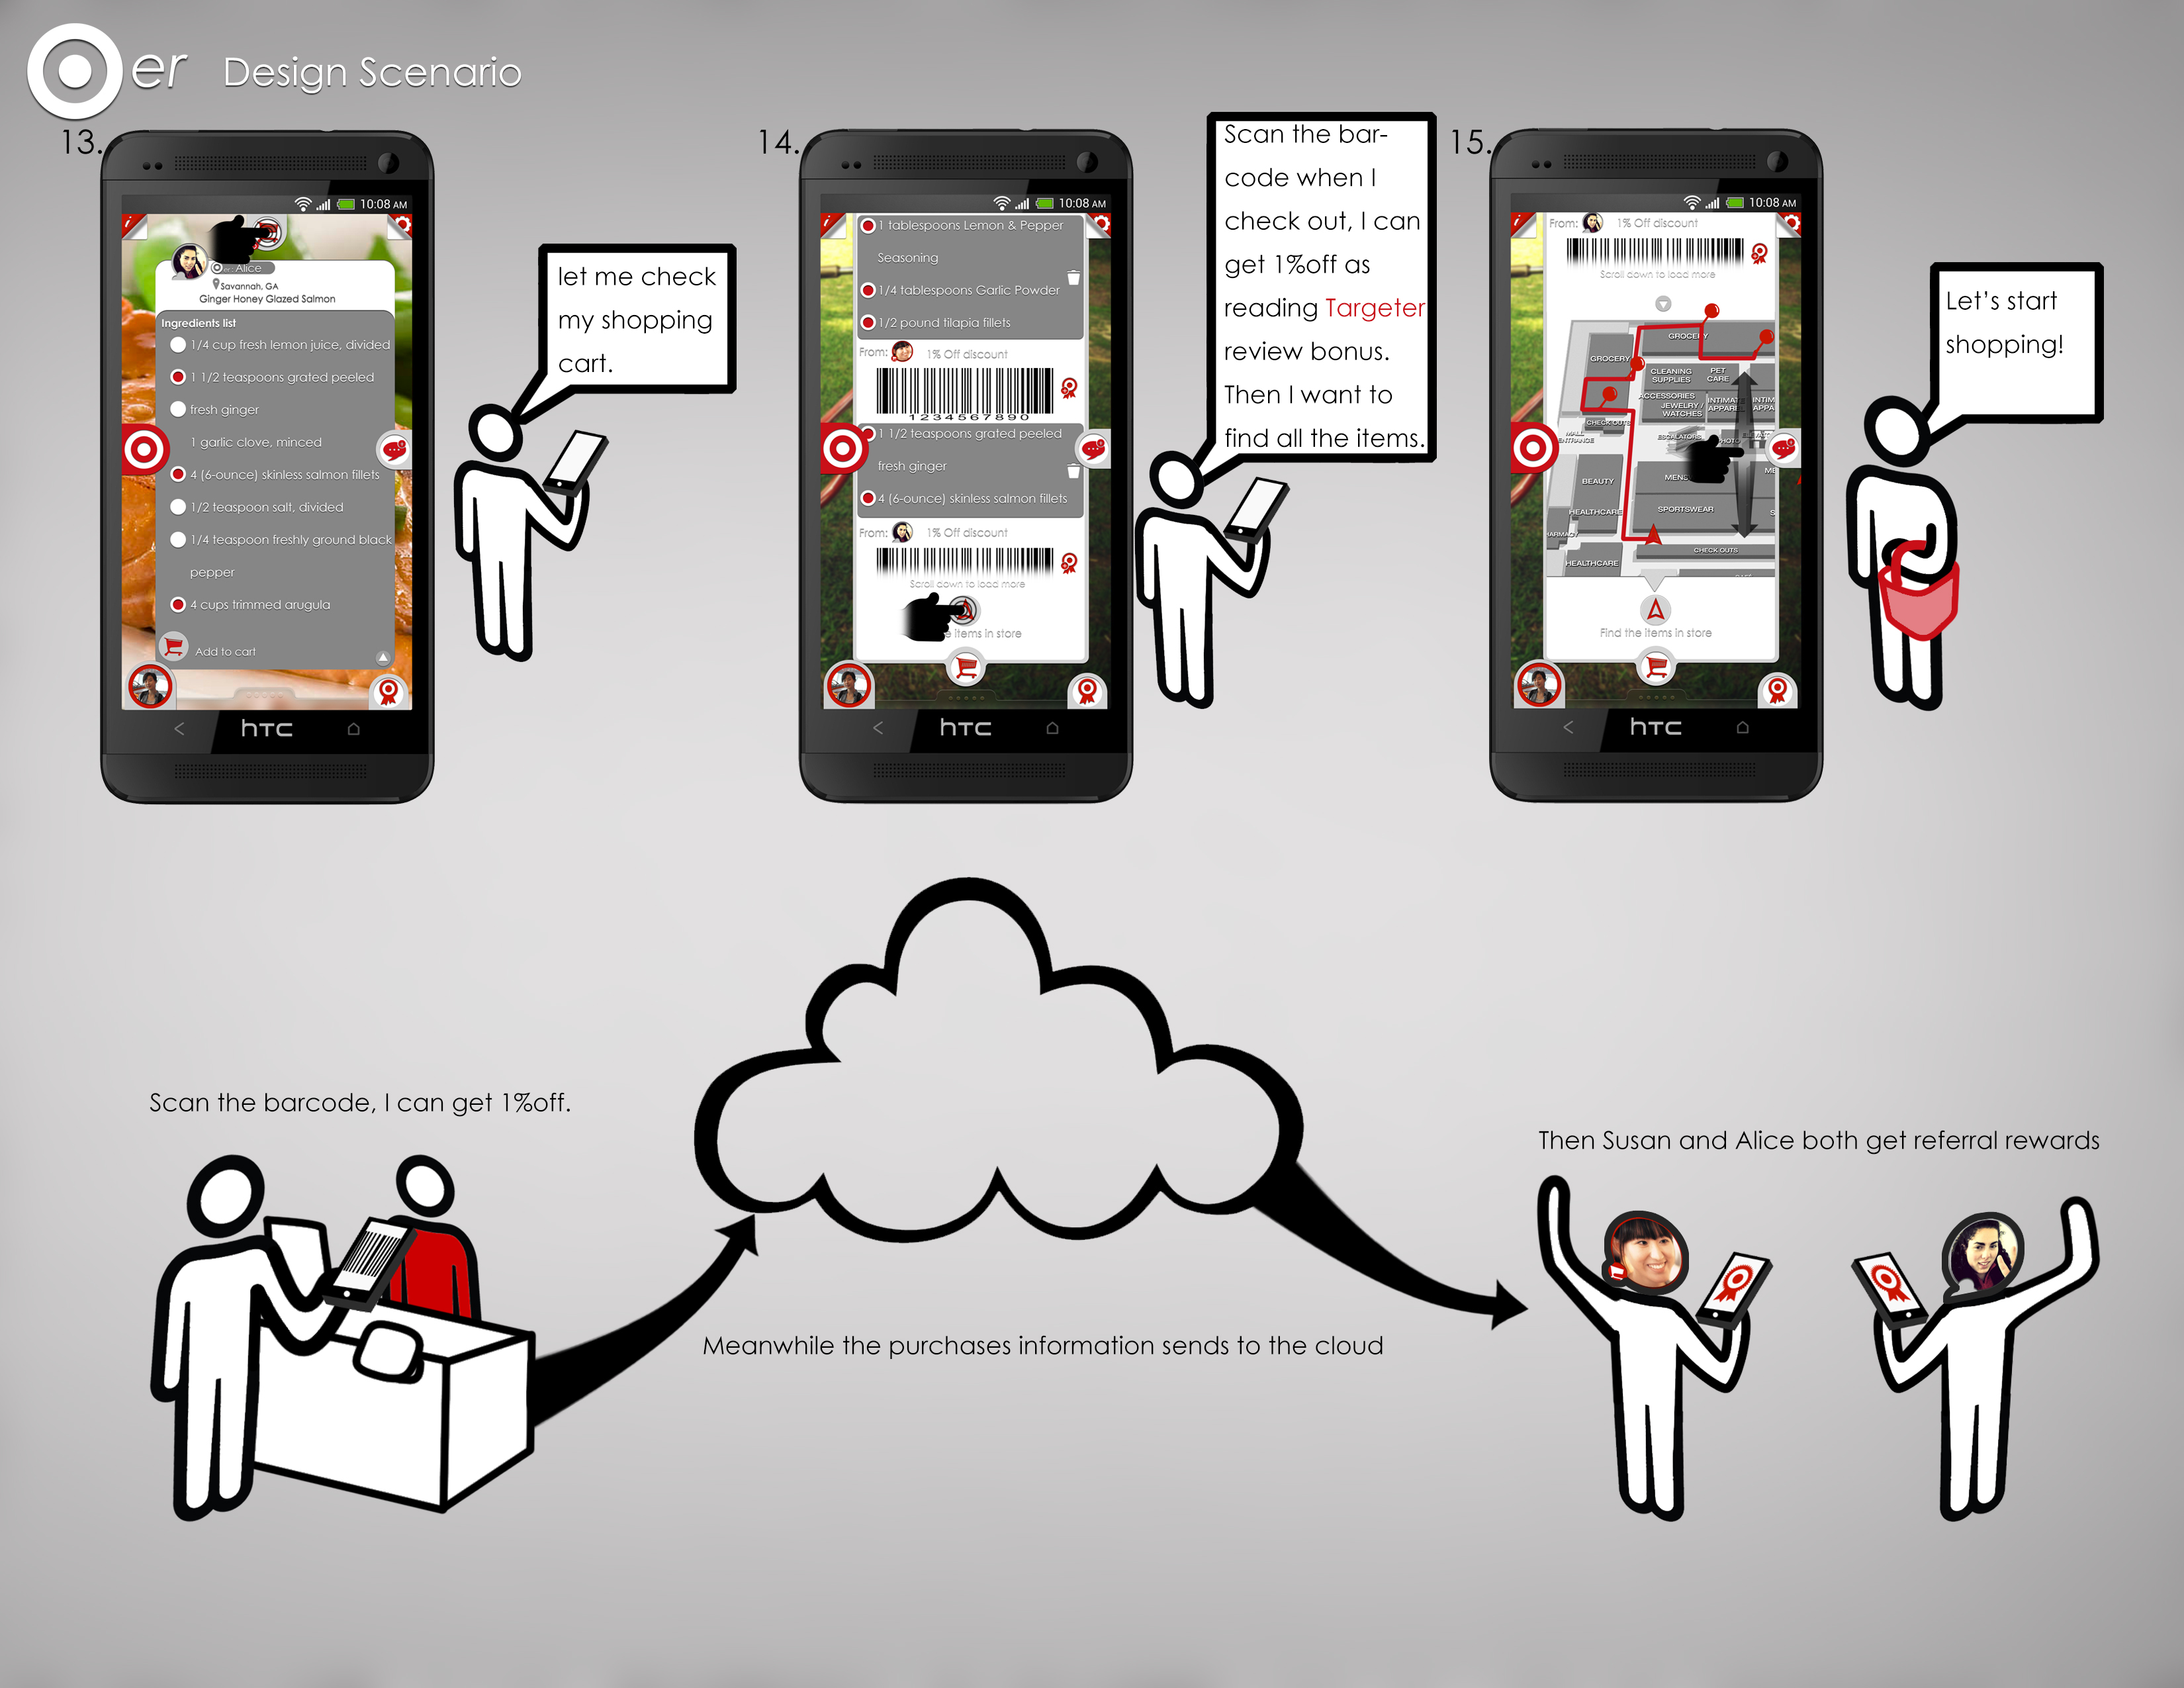 er Design Scenario
13.
10:08 AM
er: Alice
Savannah, GA
Ginger Honey Glazed Salmon
Ingredients list
1/4 cup fresh lemon juice, divided
1 1/2 teaspoons grated peeled
fresh ginger
1 garlic clove, minced
4 (6-ounce) skinless salmon fillets
1/2 teaspoon salt, divided
1/4 teaspoon freshly ground black
pepper
4 cups trimmed arugula
Add to cart
hTC
let me check
my shopping
cart.
14.
10:08 AM
1 tablespoons Lemon & Pepper
Seasoning
1/4 tablespoons Garlic Powder
1/2 pound tilapia fillets
From: 1% Off discount
1234567890
1 1/2 teaspoons grated peeled
fresh ginger
4 (6-ounce) skinless salmon fillets
From: 1% Off discount
Scroll down to load more
items in store
hTC
Scan the bar-
code when I
check out, I can
get 1%off as
reading Targeter
review bonus.
Then I want to
find all the items.
15.
10:08 AM
From: 1% Off discount
Scroll down to load more
GROCERY
GROCERY
CLEANING
SUPPLIES
PET
CARE
ACCESSORIES
JEWELRY /
WATCHES
INTIMATE
APPAREL
INTIM
APPA
CHECK OUTS
MALL
ENTRANCE
ESCALATORS
PHOTO
MENS
ME
BEAUTY
HEALTHCARE
SPORTSWEAR
S
HARMACY
CHECK OUTS
HEALTHCARE
Find the items in store
hTC
Let's start
shopping!
Scan the barcode, I can get 1%off.
Meanwhile the purchases information sends to the cloud
Then Susan and Alice both get referral rewards